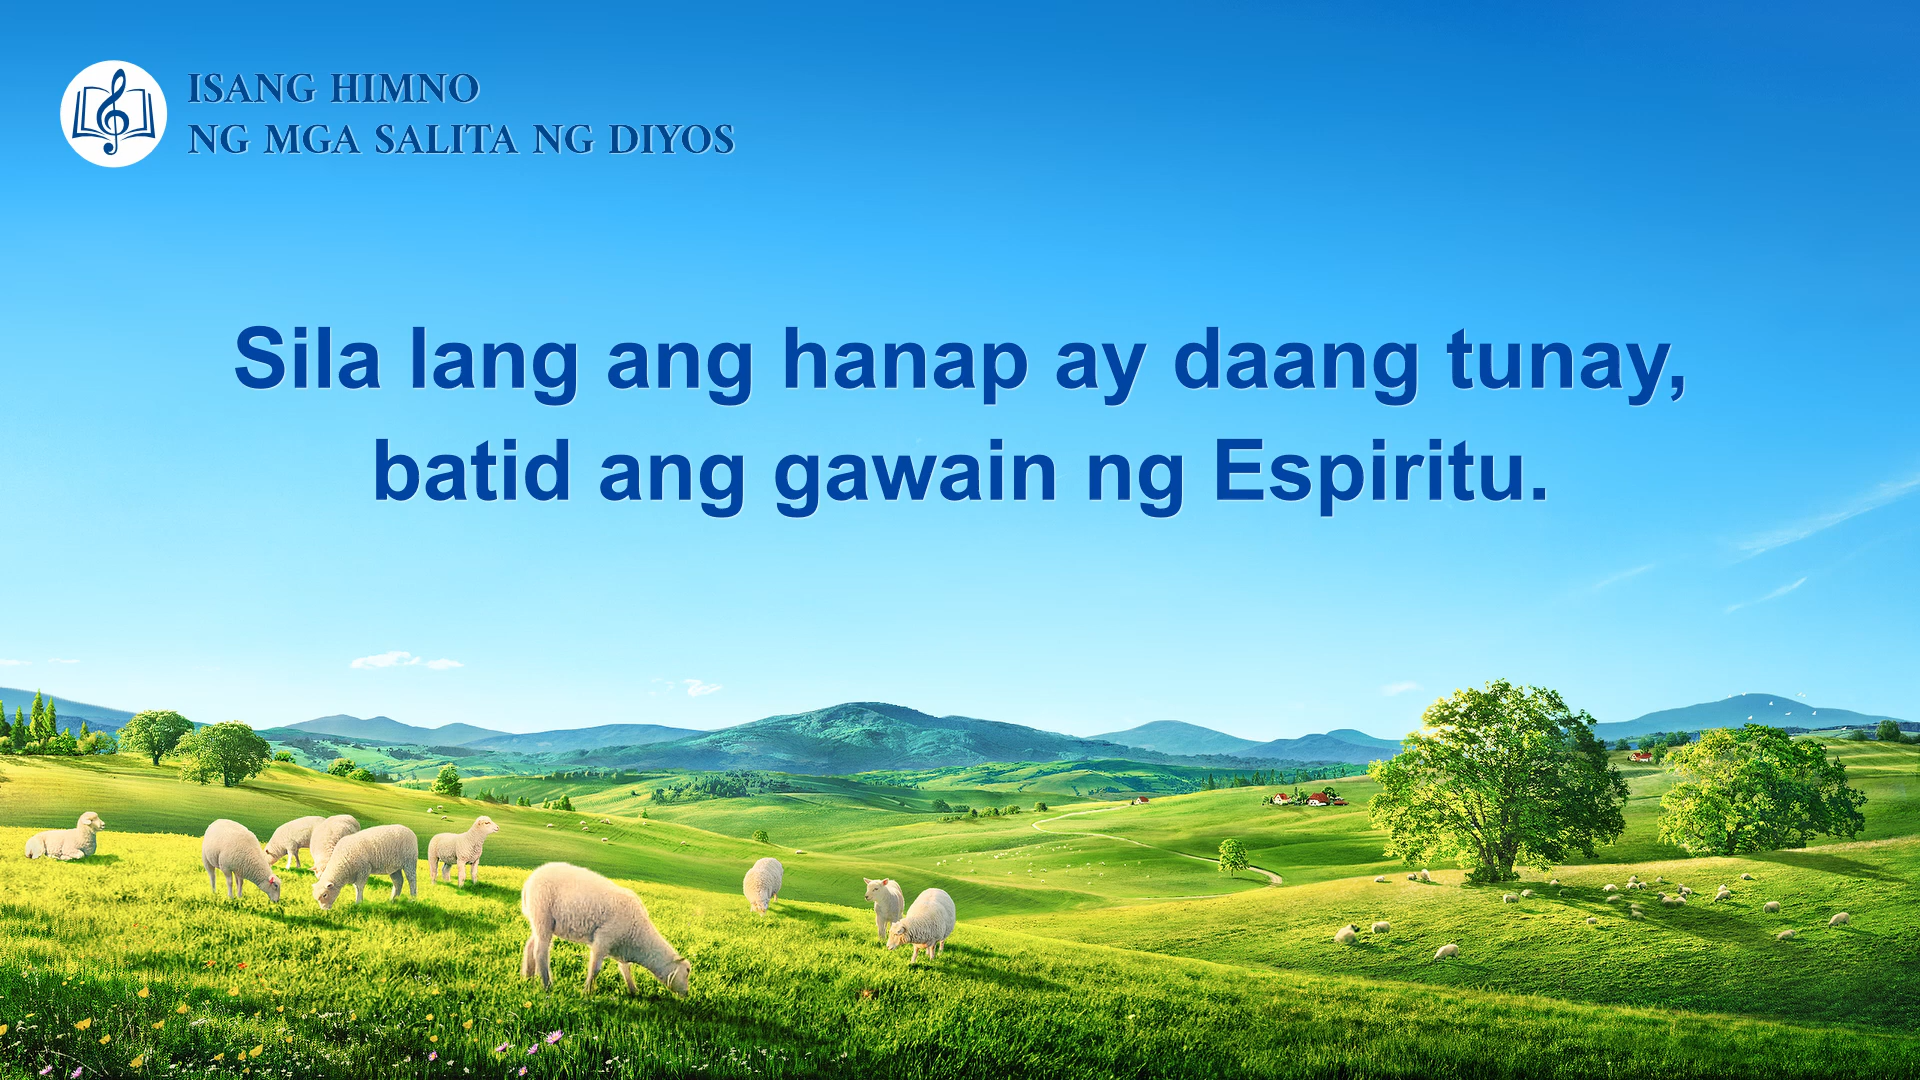 ISANG HIMNO
NG MGA SALITA NG DIYOS
Sila lang ang hanap ay daang tunay,
batid ang gawain ng Espiritu.